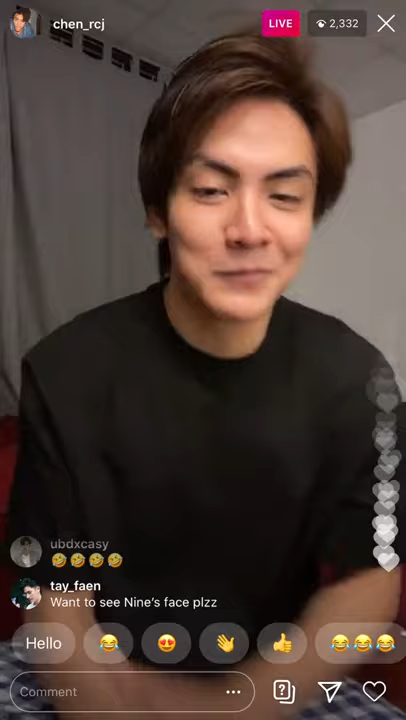 chen_rcj
LIVE
2,332
ubdxcasy
🤣🤣🤣🤣
tay_faen
Want to see Nine's face plzz
Hello 😂 😍 👋 👍 😂😂😂
Comment